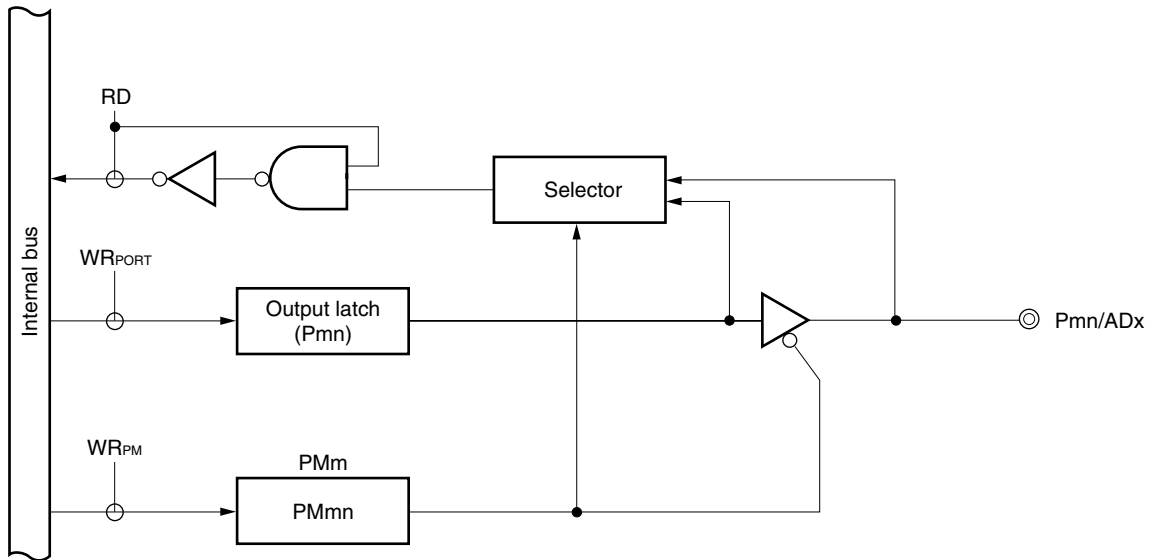 RD
Selector
Internal bus
WRPORT
Output latch
(Pmn)
Pmn/ADx
WRPM
PMm
PMmn